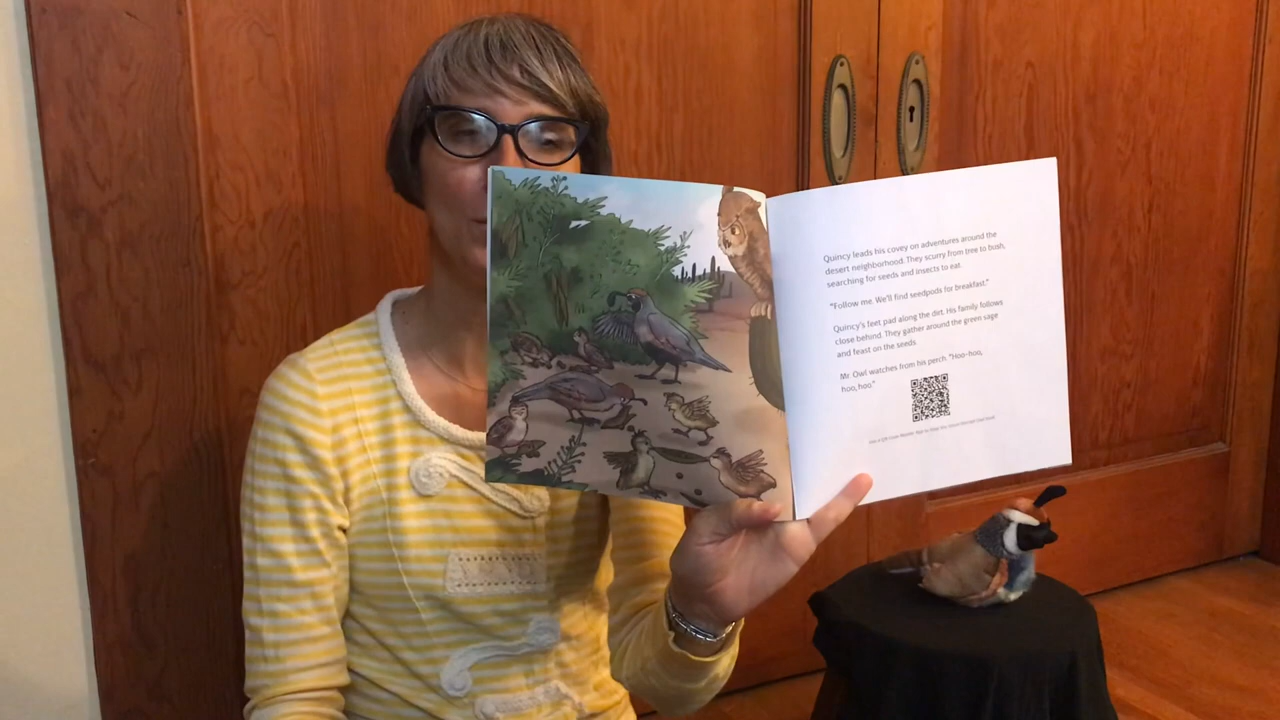 Quincy leads his covey on adventures around the
desert neighborhood. They scurry from tree to bush,
searching for seeds and insects to eat.
"Follow me. We'll find seedpods for breakfast."
Quincy's feet pad along the dirt. His family follows
close behind. They gather around the green sage
and feast on the seeds.
Mr. Owl watches from his perch. "Hoo-hoo,
hoo, hoo."